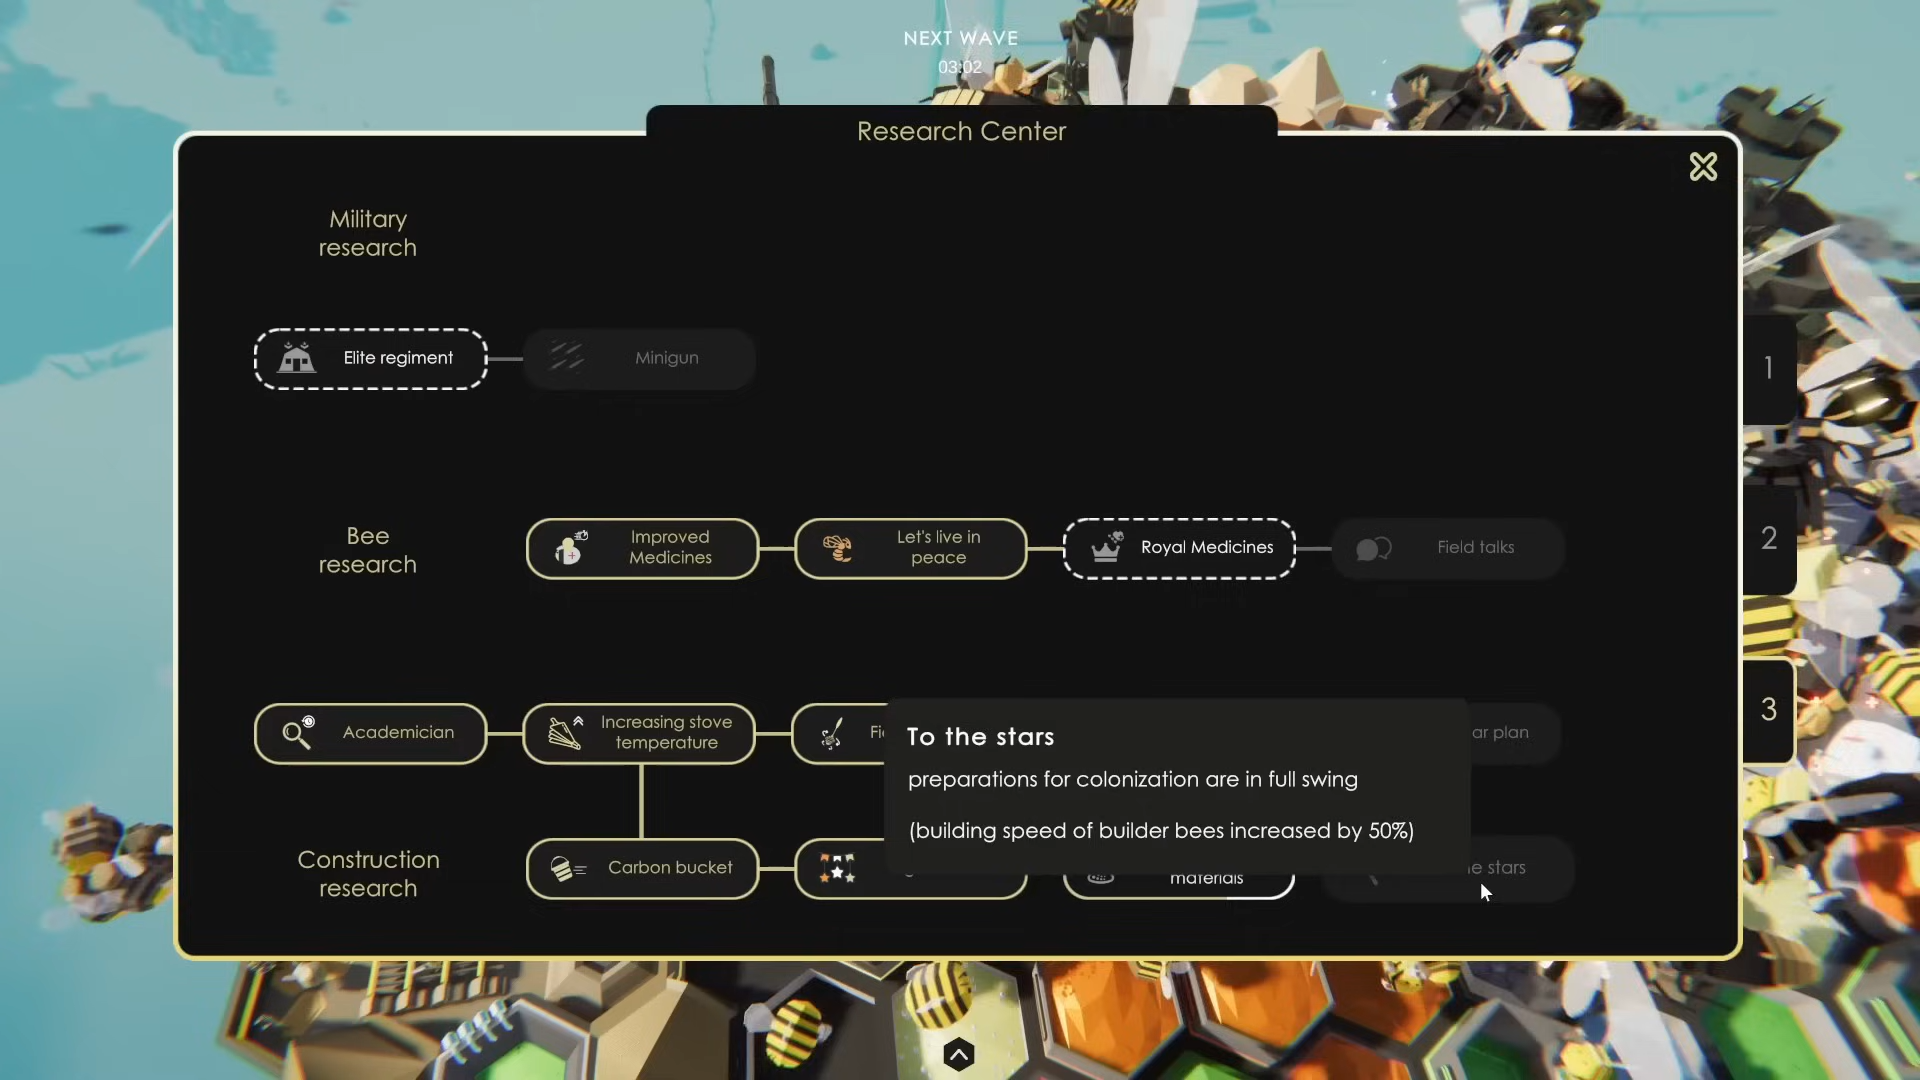 NEXT WAVE
03:02
Research Center
Military
research
Elite regiment
Minigun
1
Bee
research
Improved
Medicines
Let's live in
peace
Royal Medicines
Field talks
2
Academician
Increasing stove
temperature
To the stars
preparations for colonization are in full swing
(building speed of builder bees increased by 50%)
plan
3
Construction
research
Carbon bucket
materials
stars